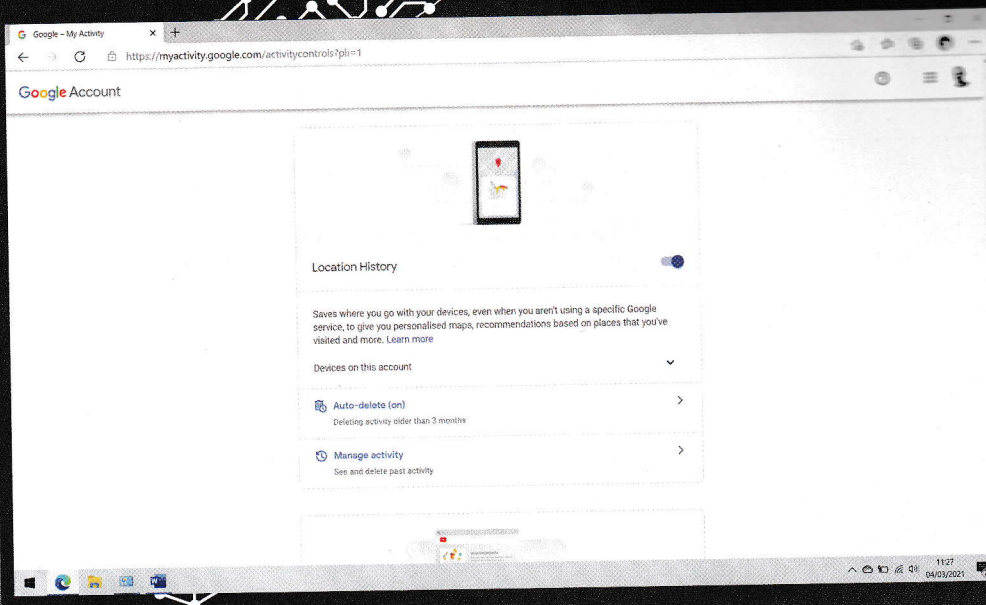 Google – My Activity
https://myactivity.google.com/activitycontrols?pli=1
Google Account
Location History
Saves where you go with your devices, even when you aren't using a specific Google
service, to give you personalised maps, recommendations based on places that you've
visited and more. Learn more
Devices on this account
Auto-delete (on)
Deleting activity older than 3 months
Manage activity
See and delete past activity
11:27
04/03/2021